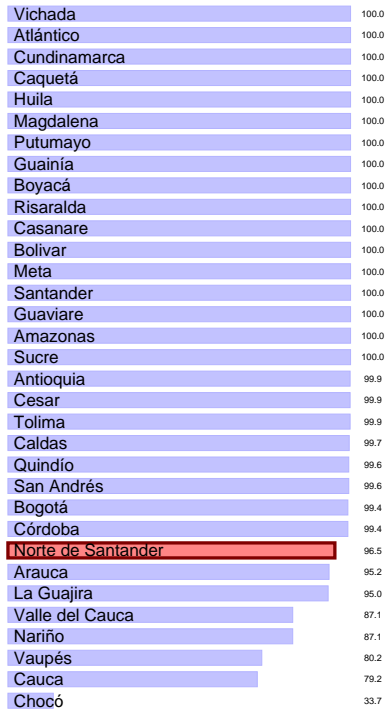 Vichada 100.0
Atlántico 100.0
Cundinamarca 100.0
Caquetá 100.0
Huila 100.0
Magdalena 100.0
Putumayo 100.0
Guainía 100.0
Boyacá 100.0
Risaralda 100.0
Casanare 100.0
Bolivar 100.0
Meta 100.0
Santander 100.0
Guaviare 100.0
Amazonas 100.0
Sucre 100.0
Antioquia 99.9
Cesar 99.9
Tolima 99.9
Caldas 99.7
Quindío 99.6
San Andrés 99.6
Bogotá 99.4
Córdoba 99.4
Norte de Santander 96.5
Arauca 95.2
La Guajira 95.0
Valle del Cauca 87.1
Nariño 87.1
Vaupés 80.2
Cauca 79.2
Chocó 33.7